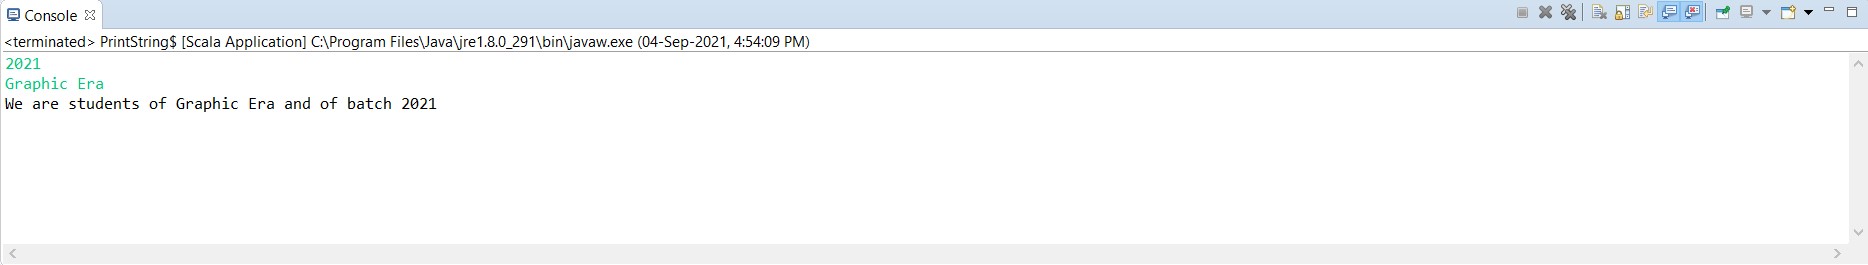 Console
<terminated> PrintString$ [Scala Application] C:\Program Files\Java\jre1.8.0_291\bin\javaw.exe (04-Sep-2021, 4:54:09 PM)
2021
Graphic Era
We are students of Graphic Era and of batch 2021